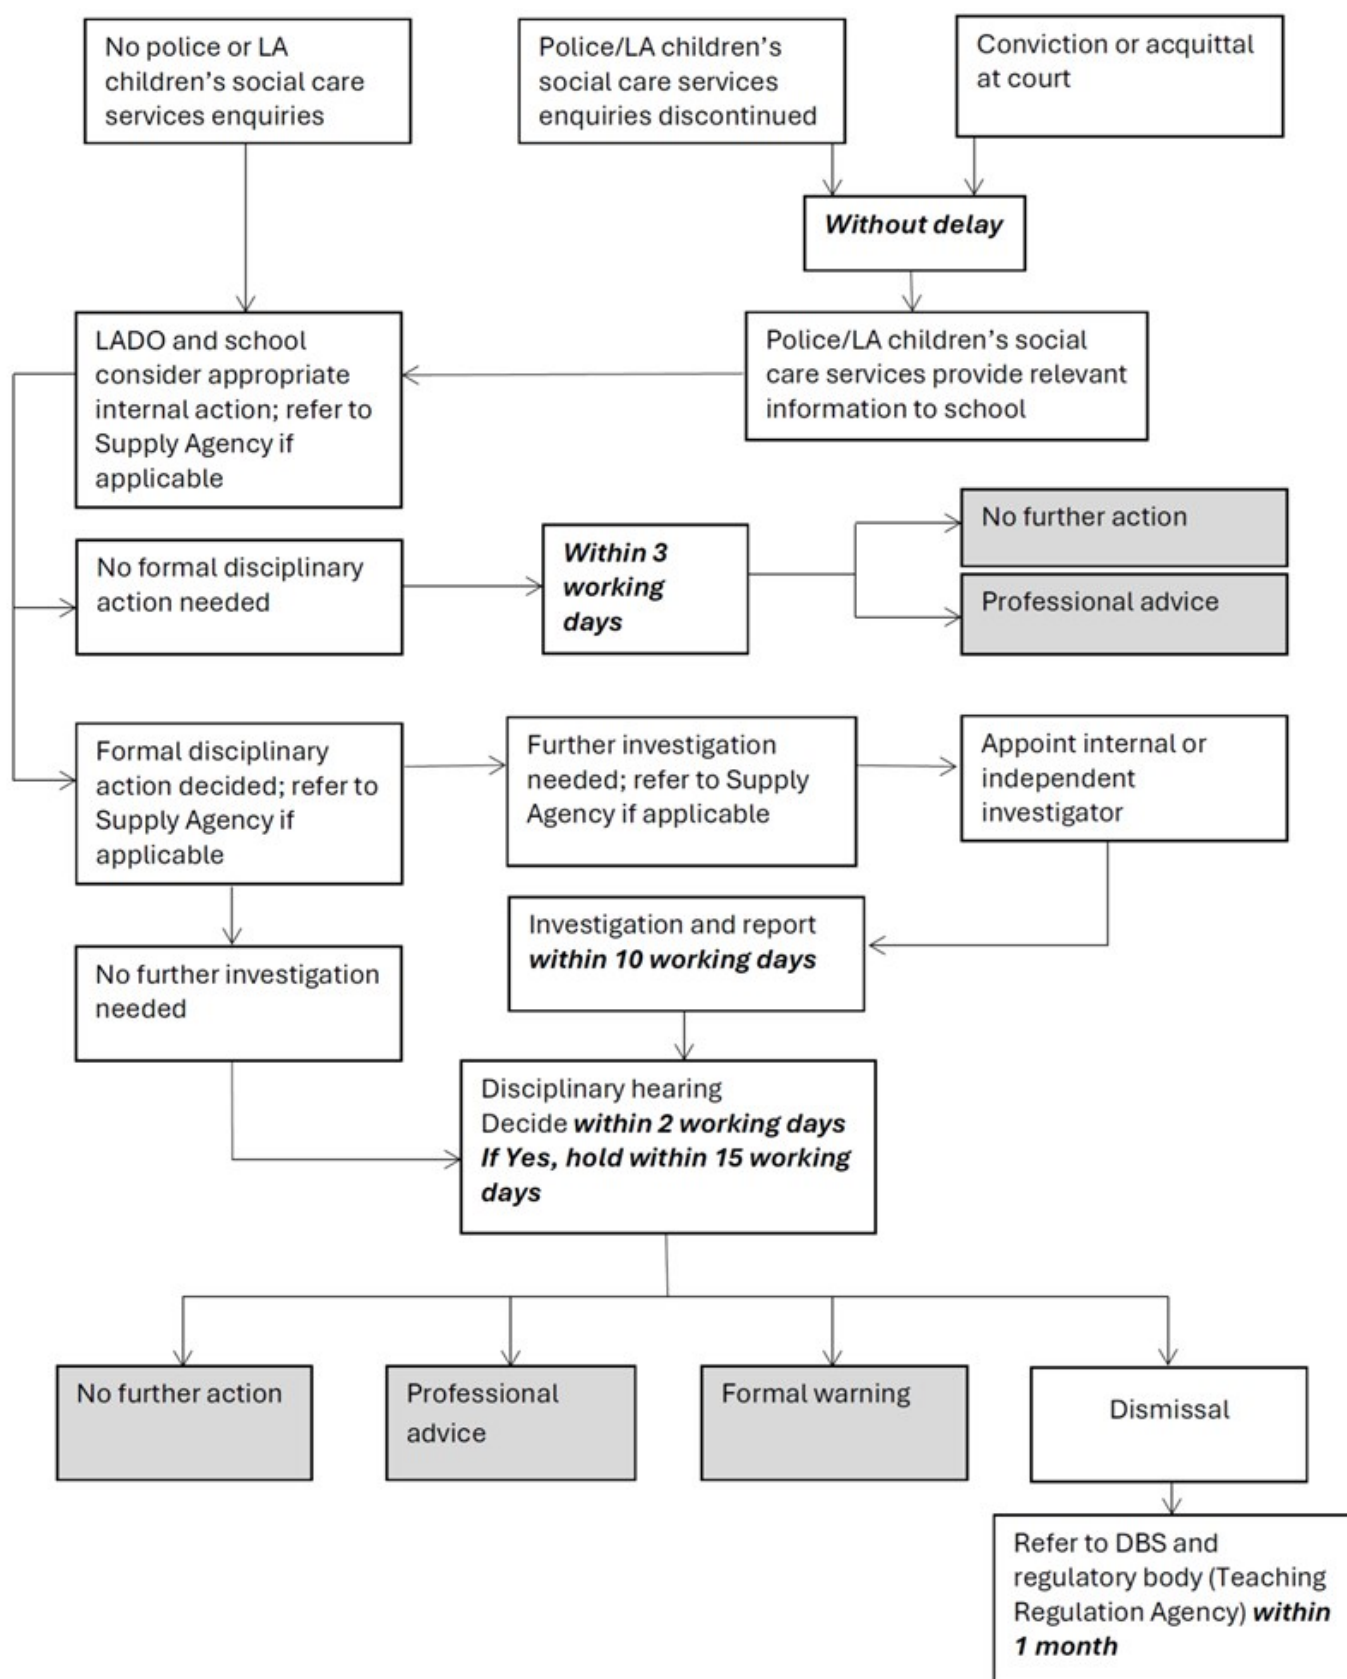 No police or LA
children’s social care
services enquiries
Police/LA children’s
social care services
enquiries discontinued
Conviction or acquittal
at court
Without delay
LADO and school
consider appropriate
internal action; refer to
Supply Agency if
applicable
Police/LA children’s social
care services provide relevant
information to school
No formal disciplinary
action needed
Within 3
working
days
No further action
Professional advice
Formal disciplinary
action decided; refer to
Supply Agency if
applicable
Further investigation
needed; refer to Supply
Agency if applicable
Appoint internal or
independent
investigator
Investigation and report
within 10 working days
No further investigation
needed
Disciplinary hearing
Decide within 2 working days
If Yes, hold within 15 working
days
No further action
Professional
advice
Formal warning
Dismissal
Refer to DBS and
regulatory body (Teaching
Regulation Agency) within
1 month